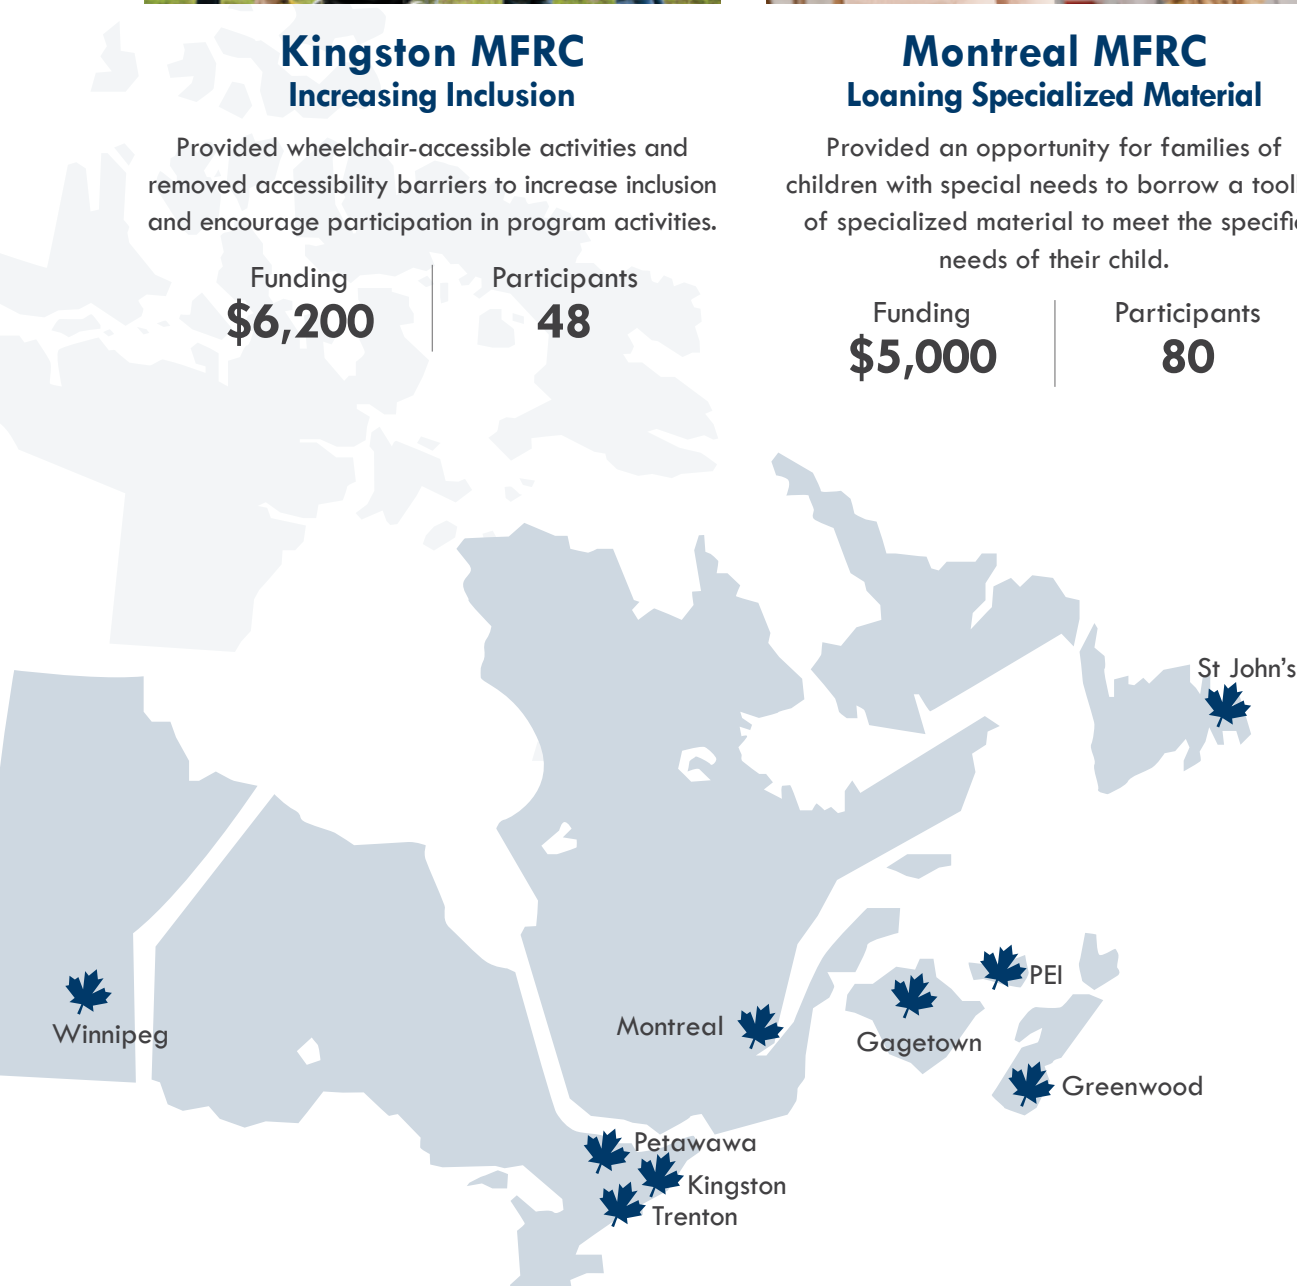 Kingston MFRC
Increasing Inclusion
Provided wheelchair-accessible activities and
removed accessibility barriers to increase inclusion
and encourage participation in program activities.
Funding
$6,200
Participants
48
Montreal MFRC
Loaning Specialized Material
Provided an opportunity for families of
children with special needs to borrow a
of specialized material to meet the
needs of their child.
Funding
$5,000
Participants
80
St John's
PEI
Winnipeg
Montreal
Gagetown
Greenwood
Petawawa
Kingston
Trenton